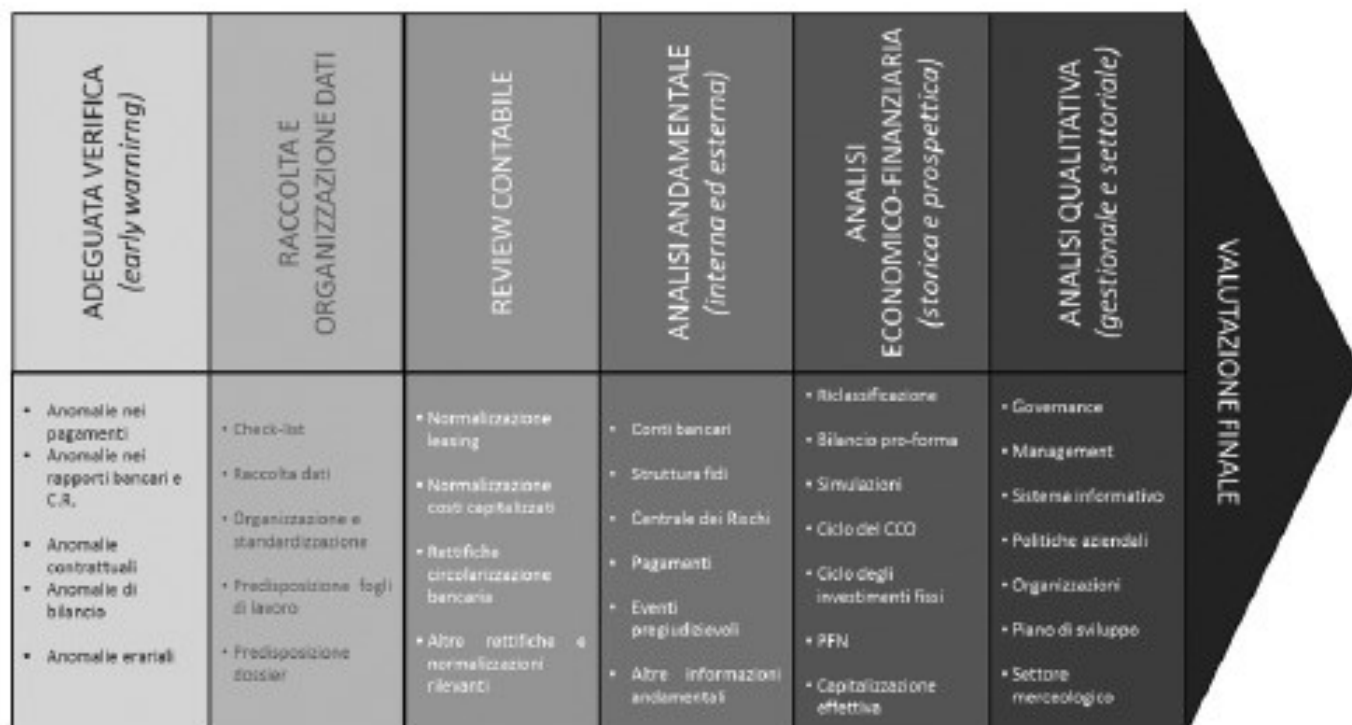 ADEGUATA VERIFICA
(early warnirng)
RACCOLTA E
ORGANIZZAZIONE DATI
REVIEW CONTABILE
ANALISI ANDAMENTALE
(interna ed esterna)
ANALISI
ECONOMICO-FINANZIARIA
(storica e prospettica)
ANALISI QUALITATIVA
(gestionale e settoriale)
VALUTAZIONE FINALE
• Anomalie nei
pagamenti
• Anomalie nei
rapporti bancari e
C.R.
• Anomalie
contrattuali
• Anomalie di
bilancio
• Anomalie erariali
• Check-list
• Raccolta dati
• Organizzazione e
standardizzazione
• Predisposizione fogli
di lavoro
• Predisposizione
dossier
• Normalizzazione
leasing
• Normalizzazione
costi capitalizzati
• Rettifiche
circolarizzazione
bancaria
• Altre rettifiche e
normalizzazioni
rilevanti
• Conti bancari
• Struttura fidi
• Centrale dei Rischi
• Pagamenti
• Eventi
pregiudizievoli
• Altre informazioni
andamentali
• Riclassificazione
• Bilancio pro-forma
• Simulazioni
• Ciclo del CCO
• Ciclo degli
investimenti fissi
• PFN
• Capitalizzazione
effettiva
• Governance
• Management
• Sistema informativo
• Politiche aziendali
• Organizzazioni
• Piano di sviluppo
• Settore
merceologico